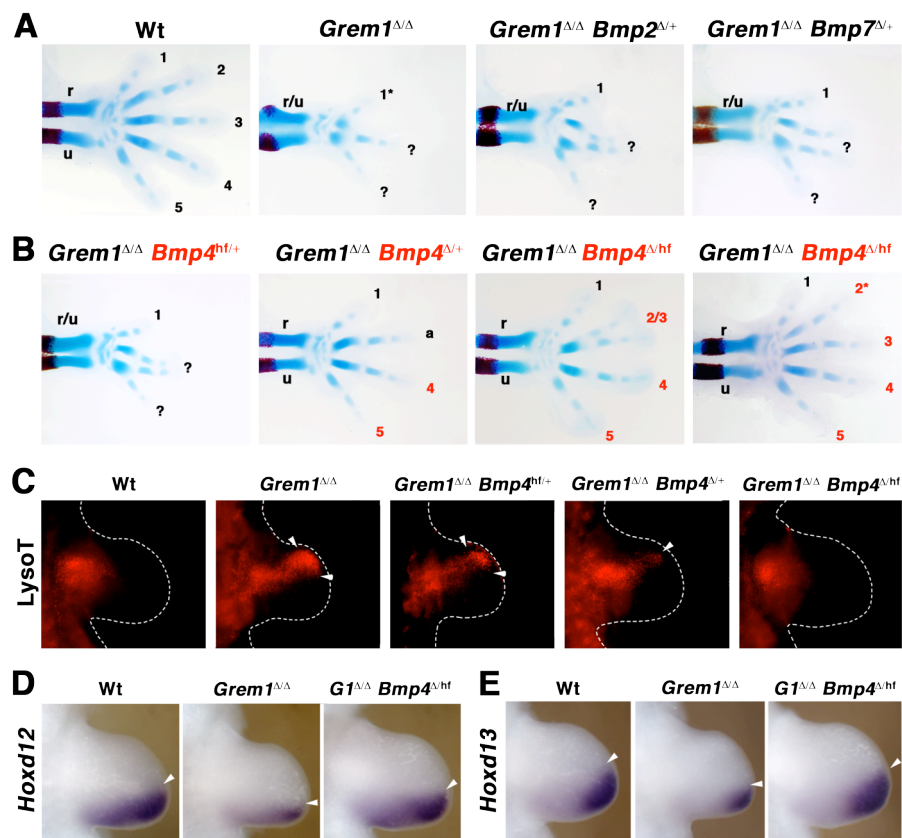 A
Wt
Grem1Δ/Δ
Grem1Δ/Δ Bmp2Δ/+
Grem1Δ/Δ Bmp7Δ/+
r
u
1
2
3
4
5
r/u
1*
?
?
r/u
1
?
?
r/u
1
?
?
B
Grem1Δ/Δ Bmp4hf/+
Grem1Δ/Δ Bmp4Δ/+
Grem1Δ/Δ Bmp4Δ/hf
Grem1Δ/Δ Bmp4Δ/hf
r/u
1
?
?
r
u
1
a
4
5
r
u
1
2/3
4
5
r
u
1
2*
3
4
5
C
Wt
Grem1Δ/Δ
Grem1Δ/Δ Bmp4hf/+
Grem1Δ/Δ Bmp4Δ/+
Grem1Δ/Δ Bmp4Δ/hf
LysoT
D
Wt
Grem1Δ/Δ
G1Δ/Δ Bmp4Δ/hf
Hoxd12
E
Wt
Grem1Δ/Δ
G1Δ/Δ Bmp4Δ/hf
Hoxd13